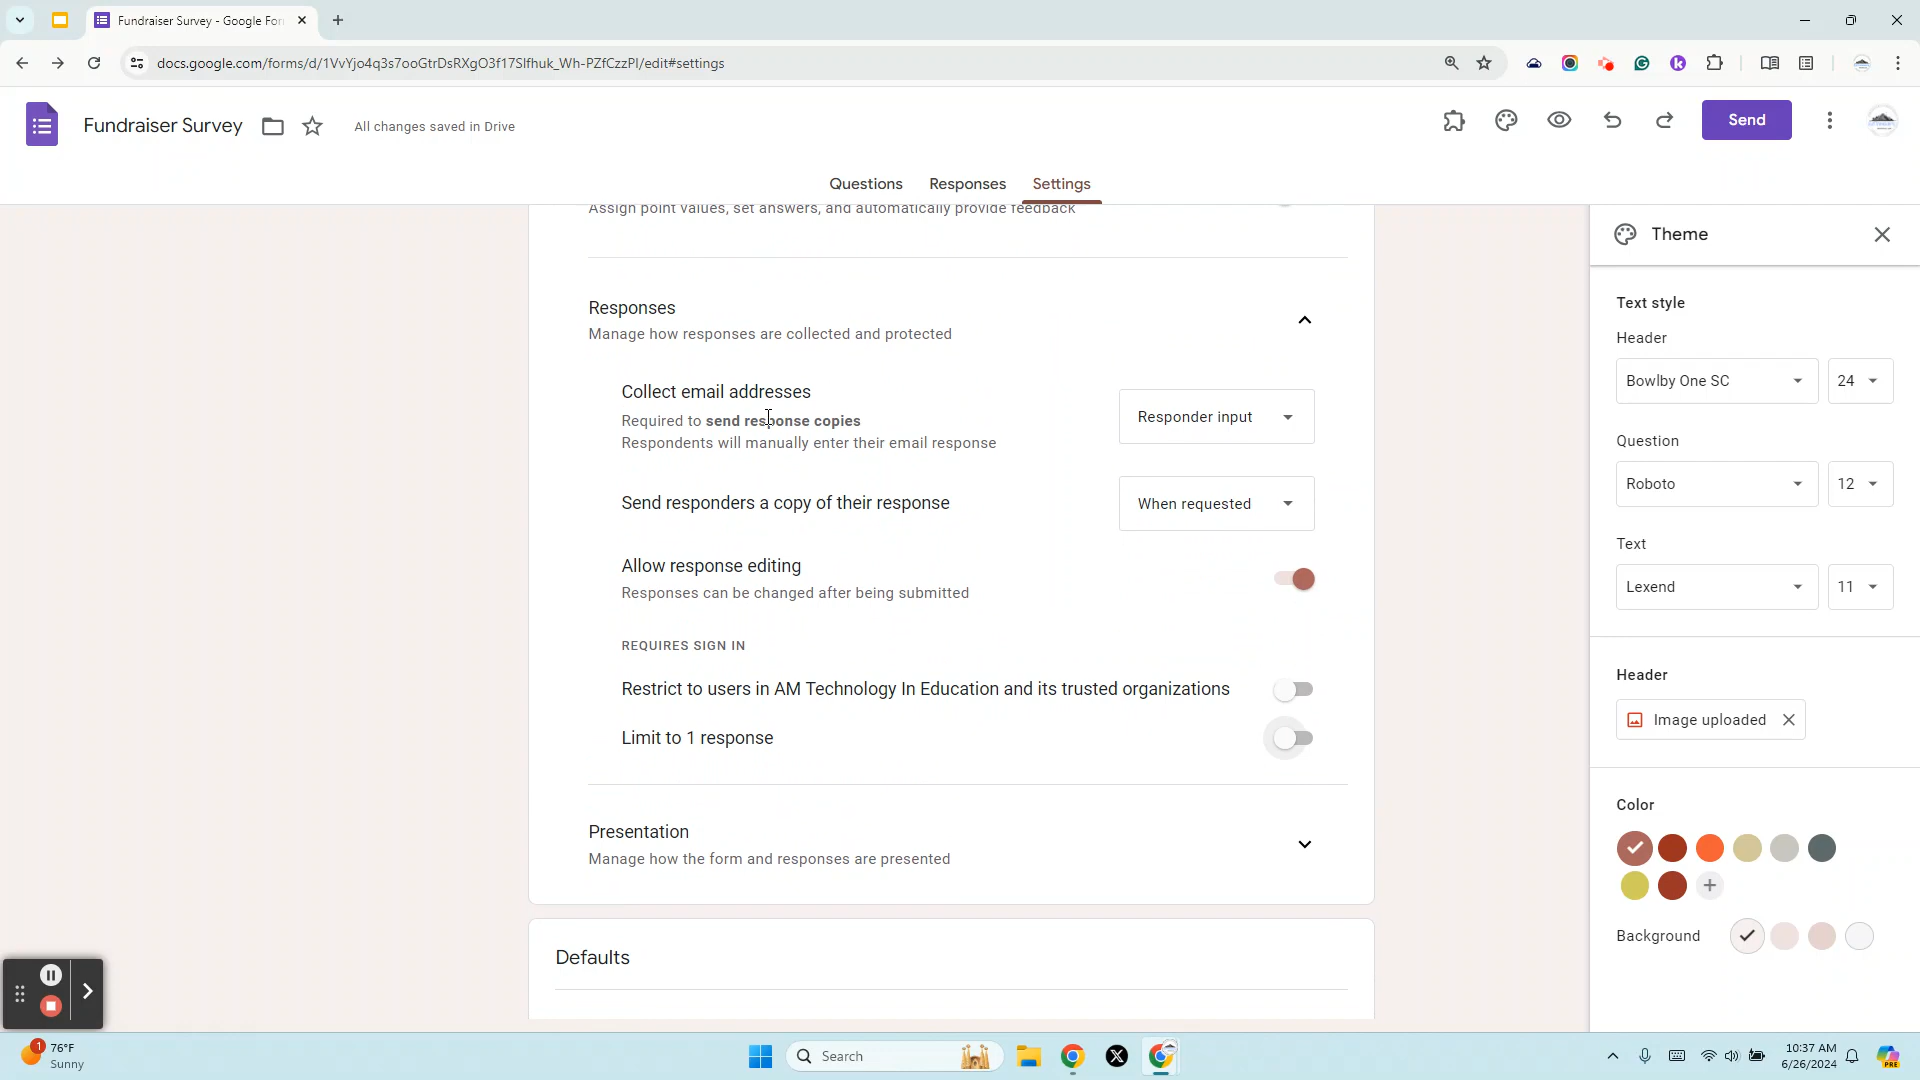 Fundraiser Survey - Google For
docs.google.com/forms/d/1VvYjo4q3s7ooGtrDsRXgO3f17Slfhuk_Wh-PZfCzzPI/edit#settings
Fundraiser Survey
All changes saved in Drive
Send
Questions
Responses
Settings
Assign point values, set answers, and automatically provide feedback
Responses
Manage how responses are collected and protected
Collect email addresses
Required to send response copies
Respondents will manually enter their email response
Responder input
Send responders a copy of their response
When requested
Allow response editing
Responses can be changed after being submitted
REQUIRES SIGN IN
Restrict to users in AM Technology In Education and its trusted organizations
Limit to 1 response
Presentation
Manage how the form and responses are presented
Defaults
Theme
Text style
Header
Bowlby One SC
24
Question
Roboto
12
Text
Lexend
11
Header
Image uploaded
Color
Background
1
76°F
Sunny
Search
10:37 AM
6/26/2024
PRE